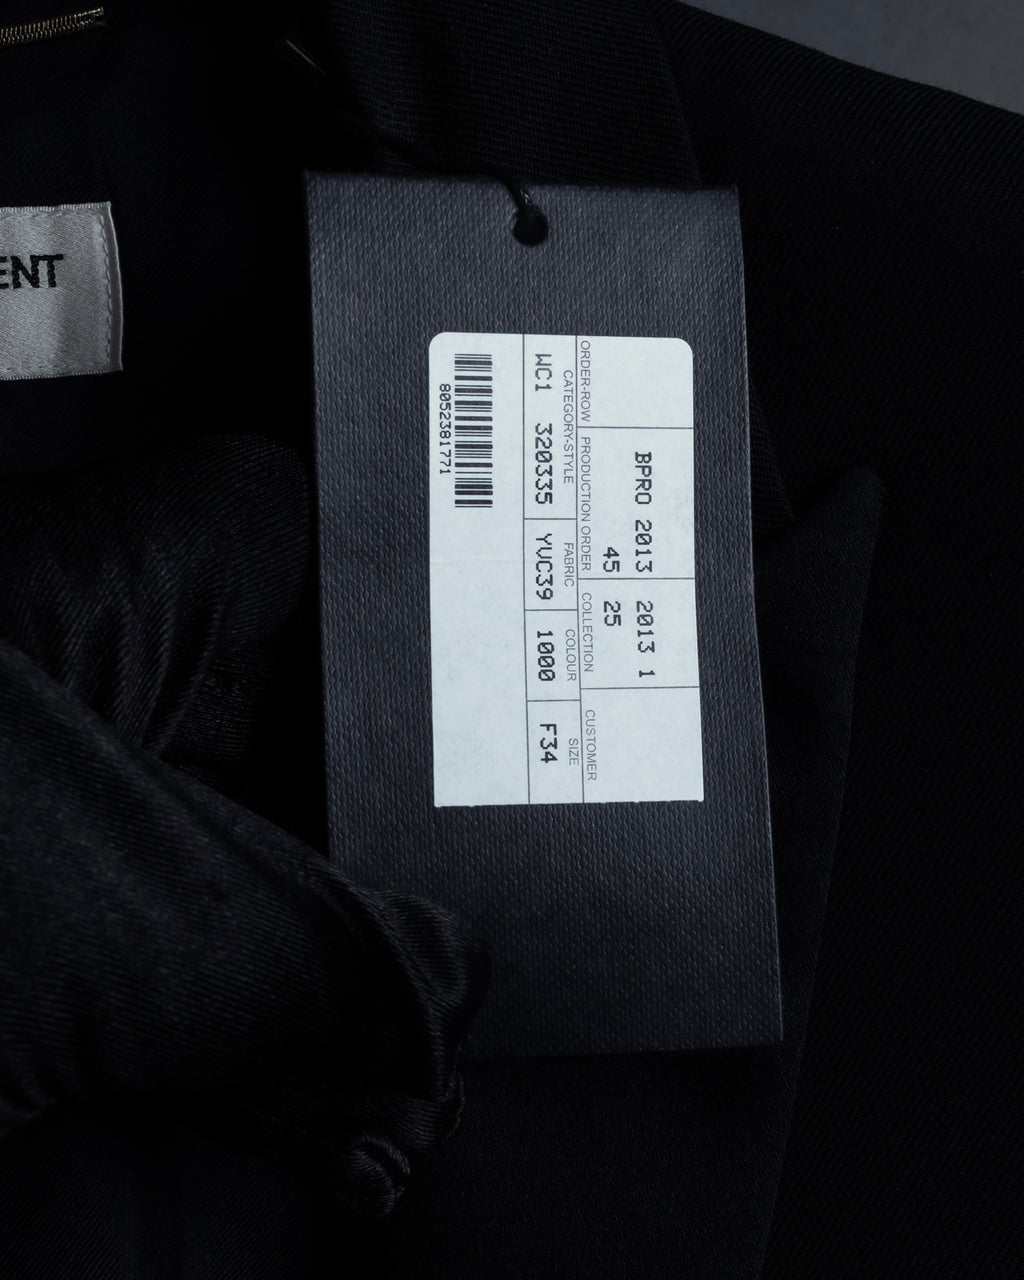 ENT
BPRO 2013 2013 1
45 25
ORDER-ROW PRODUCTION ORDER COLLECTION CUSTOMER
CATEGORY-STYLE FABRIC COLOUR SIZE
WC1 320335 YVC39 1000 F34
8052381771